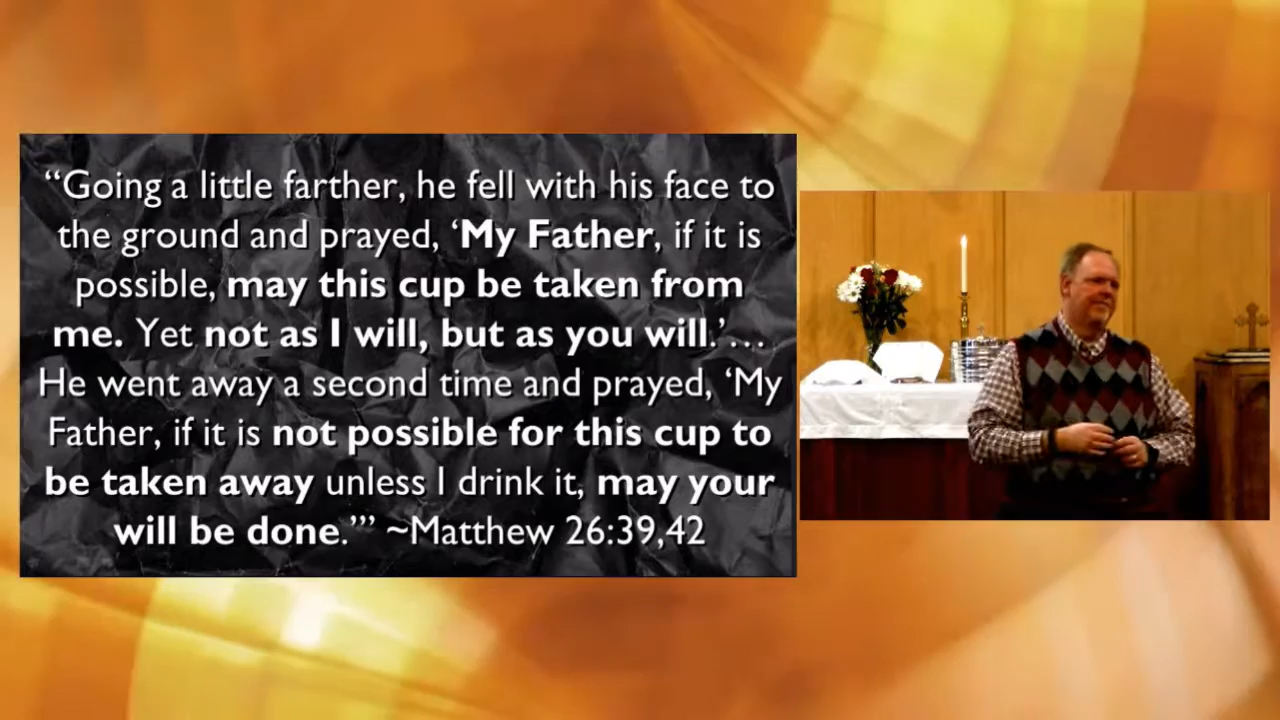 “Going a little farther, he fell with his face to
the ground and prayed, ‘My Father, if it is
possible, may this cup be taken from
me. Yet not as I will, but as you will.’…
He went away a second time and prayed, ‘My
Father, if it is not possible for this cup to
be taken away unless I drink it, may your
will be done.’” ~Matthew 26:39,42